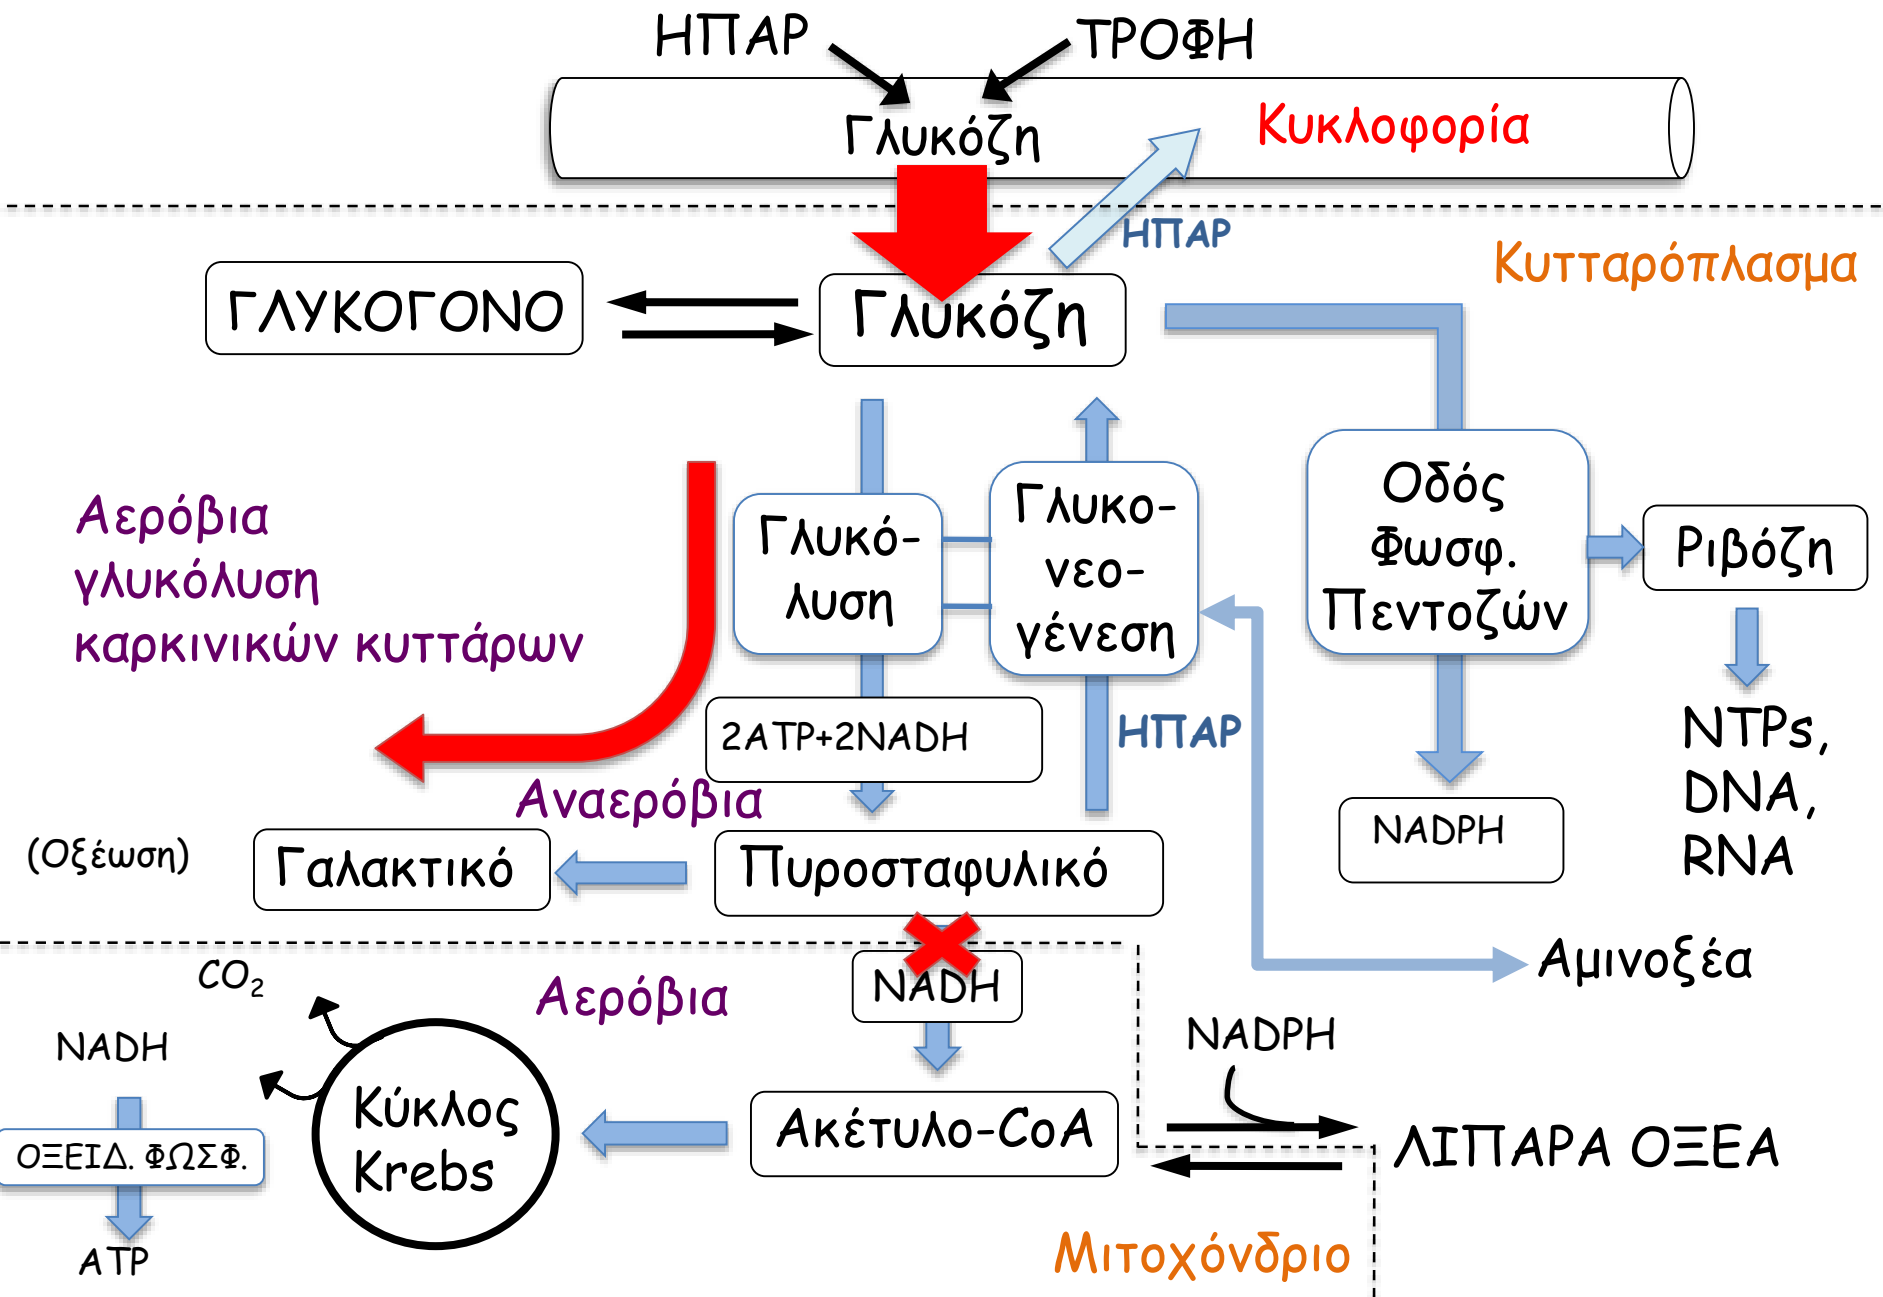 ΗΠΑΡ
ΤΡΟΦΗ
Γλυκόζη
Κυκλοφορία
ΗΠΑΡ
Κυτταρόπλασμα
ΓΛΥΚΟΓΟΝΟ
Γλυκόζη
Αερόβια
γλυκόλυση
καρκινικών κυττάρων
Γλυκό-
λυση
Γλυκο-
νεο-
γένεση
Οδός
Φωσφ.
Πεντοζών
Ριβόζη
2ATP+2NADH
ΗΠΑΡ
NTPs,
DNA,
RNA
Αναερόβια
NADPH
(Οξέωση)
Γαλακτικό
Πυροσταφυλικό
Αμινοξέα
CO2
Αερόβια
NADH
NADH
NADPH
Κύκλος
Krebs
Ακέτυλο-CoA
ΛΙΠΑΡΑ ΟΞΕΑ
ΟΞΕΙΔ. ΦΩΣΦ.
ATP
Μιτοχόνδριο